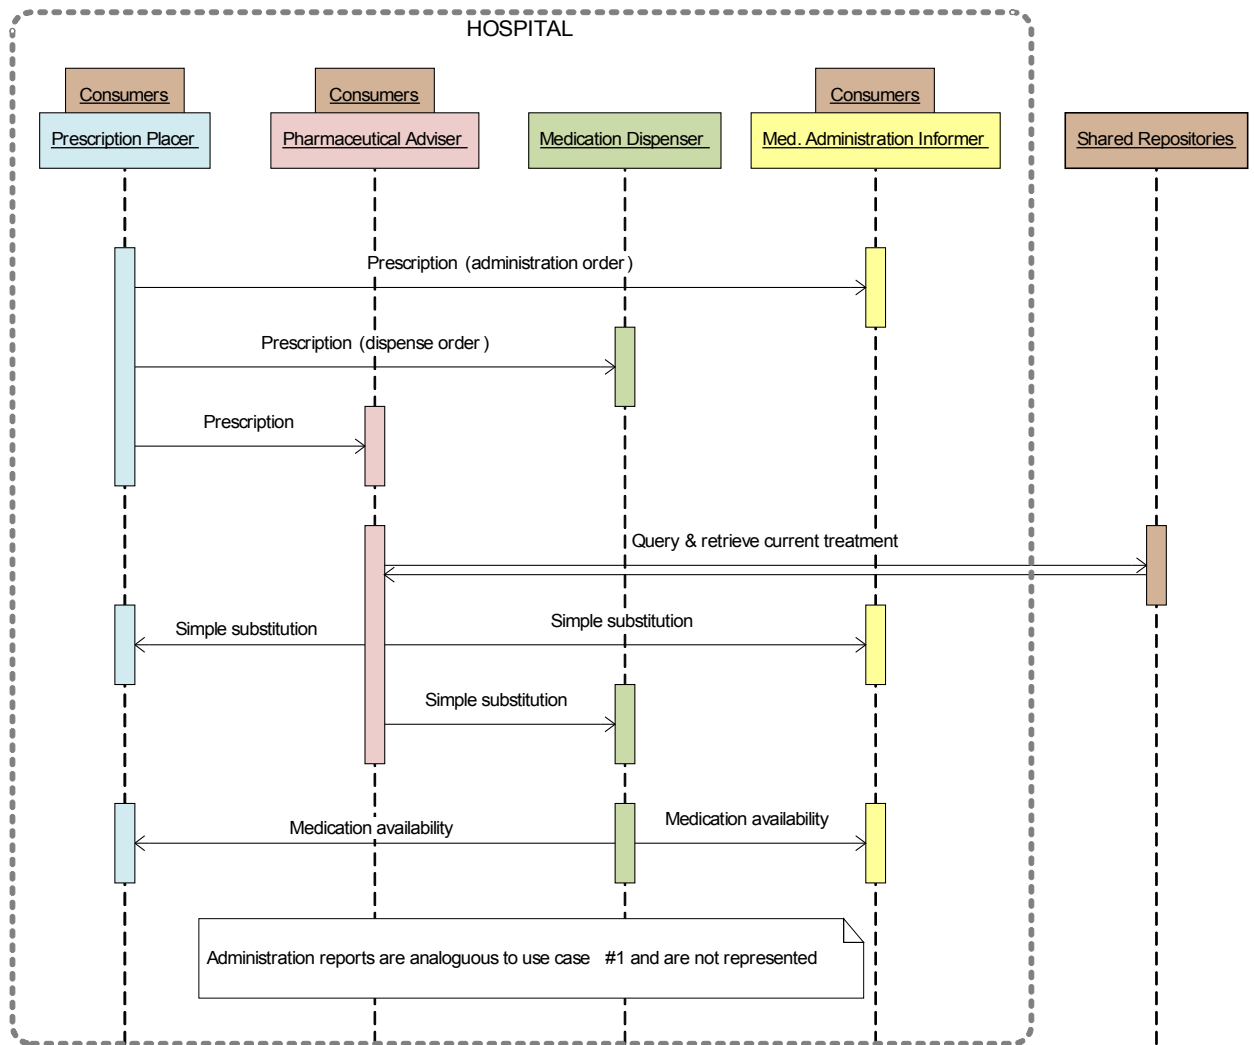 HOSPITAL
Consumers
Consumers
Consumers
Prescription Placer
Pharmaceutical Adviser
Medication Dispenser
Med. Administration Informer
Shared Repositories
Prescription (administration order)
Prescription (dispense order)
Prescription
Query & retrieve current treatment
Simple substitution
Simple substitution
Simple substitution
Medication availability
Medication availability
Administration reports are analoguous to use case #1 and are not represented